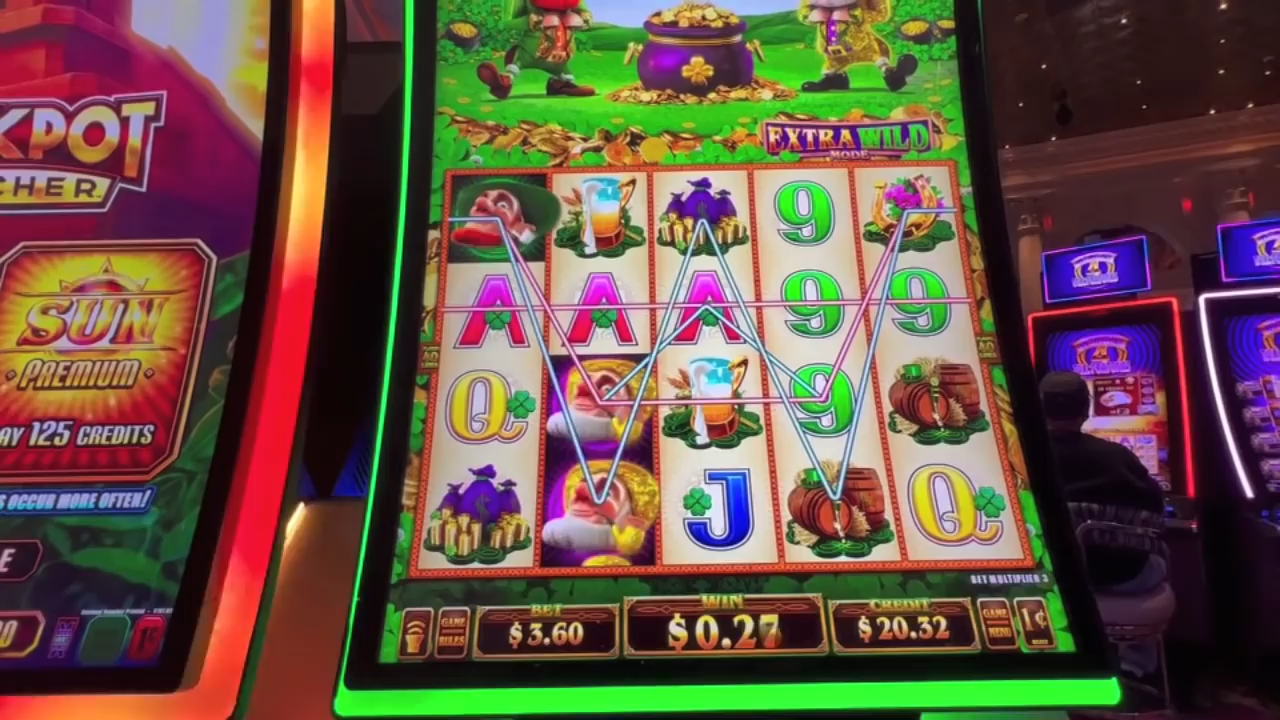 KPOT
CHER
SUN
PREMIUM
AY 125 CREDITS
S OCCUR MORE OFTEN!
E
EXTRA WILD
MODE
9
A A A 9 9
Q 9
J Q
BET MULTIPLIER 3
GAME
RULES
BET
$3.60
WIN
$0.27
CREDIT
$20.32
GAME
MENU
1¢